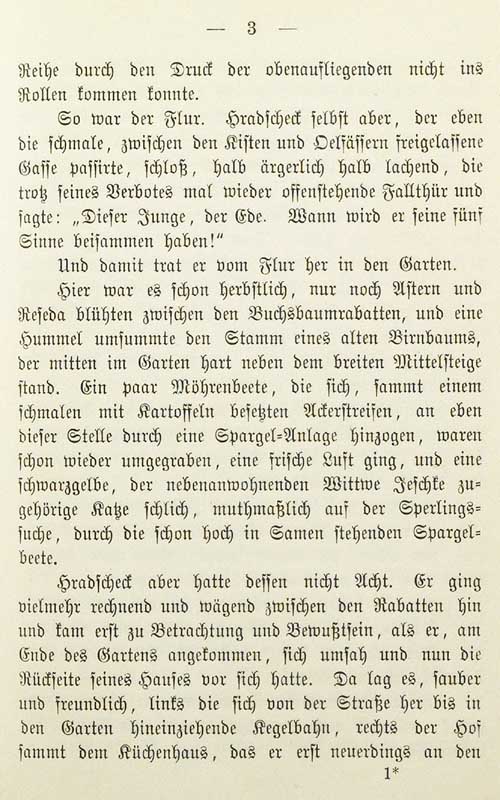 — 3 —
Reihe durch den Druck der obenaufliegenden nicht ins
Rollen kommen konnte.
So war der Flur. Hradscheck selbst aber, der eben
die schmale, zwischen den Kisten und Oelfässern freigelassene
Gasse passirte, schloß, halb ärgerlich halb lachend, die
trotz seines Verbotes mal wieder offenstehende Fallthür und
sagte: „Dieser Junge, der Ede. Wann wird er seine fünf
Sinne beisammen haben!“
Und damit trat er vom Flur her in den Garten.
Hier war es schon herbstlich, nur noch Astern und
Reseda blühten zwischen den Buchsbaumrabatten, und eine
Hummel umsummte den Stamm eines alten Birnbaums,
der mitten im Garten hart neben dem breiten Mittelsteige
stand. Ein paar Möhrenbeete, die sich, sammt einem
schmalen mit Kartoffeln besetzten Ackerstreifen, an eben
dieser Stelle durch eine Spargel-Anlage hinzogen, waren
schon wieder umgegraben, eine frische Luft ging, und eine
schwarzgelbe, der nebenanwohnenden Wittwe Jeschke zu-
gehörige Katze schlich, muthmaßlich auf der Sperlings-
suche, durch die schon hoch in Samen stehenden Spargel-
beete.
Hradscheck aber hatte dessen nicht Acht. Er ging
vielmehr rechnend und wägend zwischen den Rabatten hin
und kam erst zu Betrachtung und Bewußtsein, als er, am
Ende des Gartens angekommen, sich umsah und nun die
Rückseite seines Hauses vor sich hatte. Da lag es, sauber
und freundlich, links die sich von der Straße her bis in
den Garten hineinziehende Kegelbahn, rechts der Hof
sammt dem Küchenhaus, das er erst neuerdings an den
1*